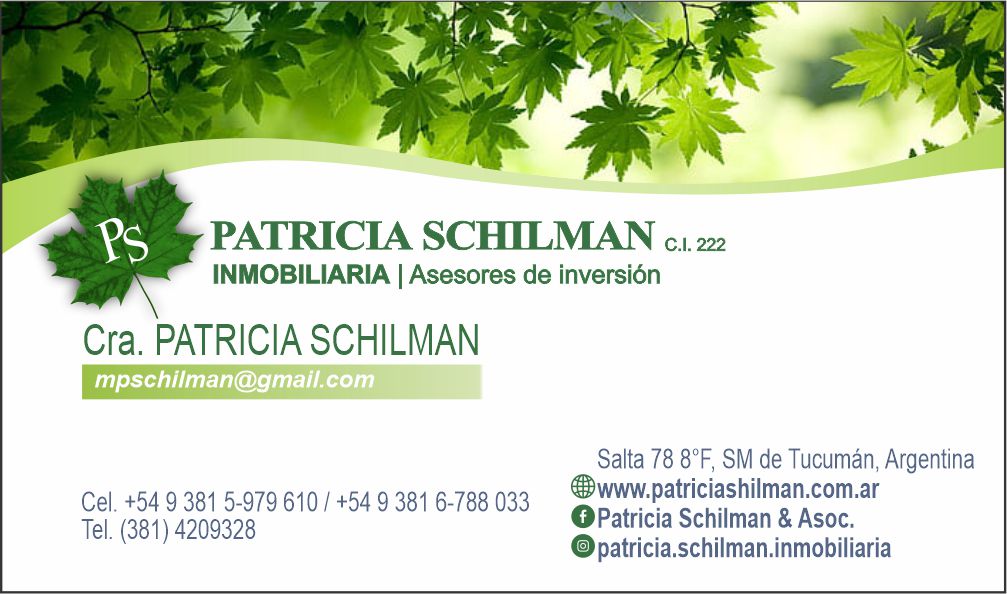 PS
PATRICIA SCHILMAN C.I. 222
INMOBILIARIA | Asesores de inversión
Cra. PATRICIA SCHILMAN
mpschilman@gmail.com
Cel. +54 9 381 5-979 610 / +54 9 381 6-788 033
Tel. (381) 4209328
Salta 78 8°F, SM de Tucumán, Argentina
www.patriciashilman.com.ar
Patricia Schilman & Asoc.
patricia.schilman.inmobiliaria